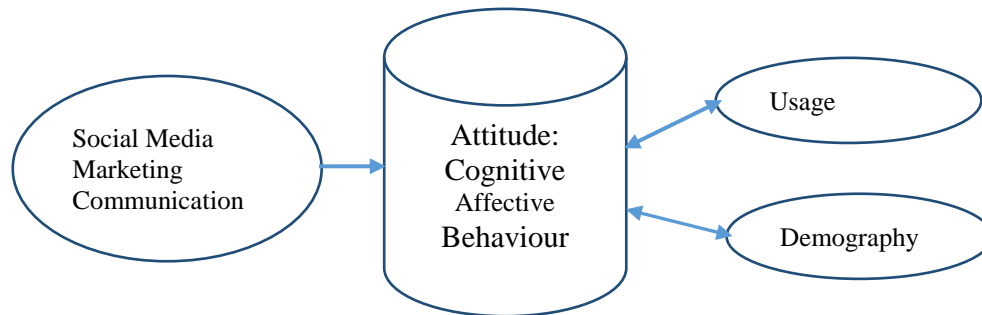 Social Media
Marketing
Communication
Attitude:
Cognitive
Affective
Behaviour
Usage
Demography